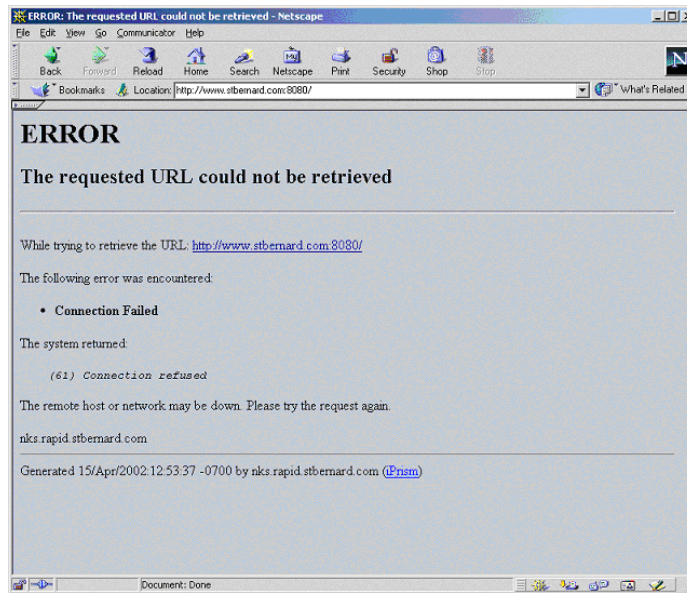 ERROR: The requested URL could not be retrieved - Netscape
File Edit View Go Communicator Help
Back Forward Reload Home Search Netscape Print Security Shop Stop
My
N
Bookmarks Location: http://www.stbernard.com:8080/ What's Related
ERROR
The requested URL could not be retrieved
While trying to retrieve the URL: http://www.stbernard.com:8080/
The following error was encountered:
• Connection Failed
The system returned:
(61) Connection refused
The remote host or network may be down. Please try the request again.
nks.rapid.stbernard.com
Generated 15/Apr/2002:12:53:37 -0700 by nks.rapid.stbernard.com (iPrism)
Document: Done